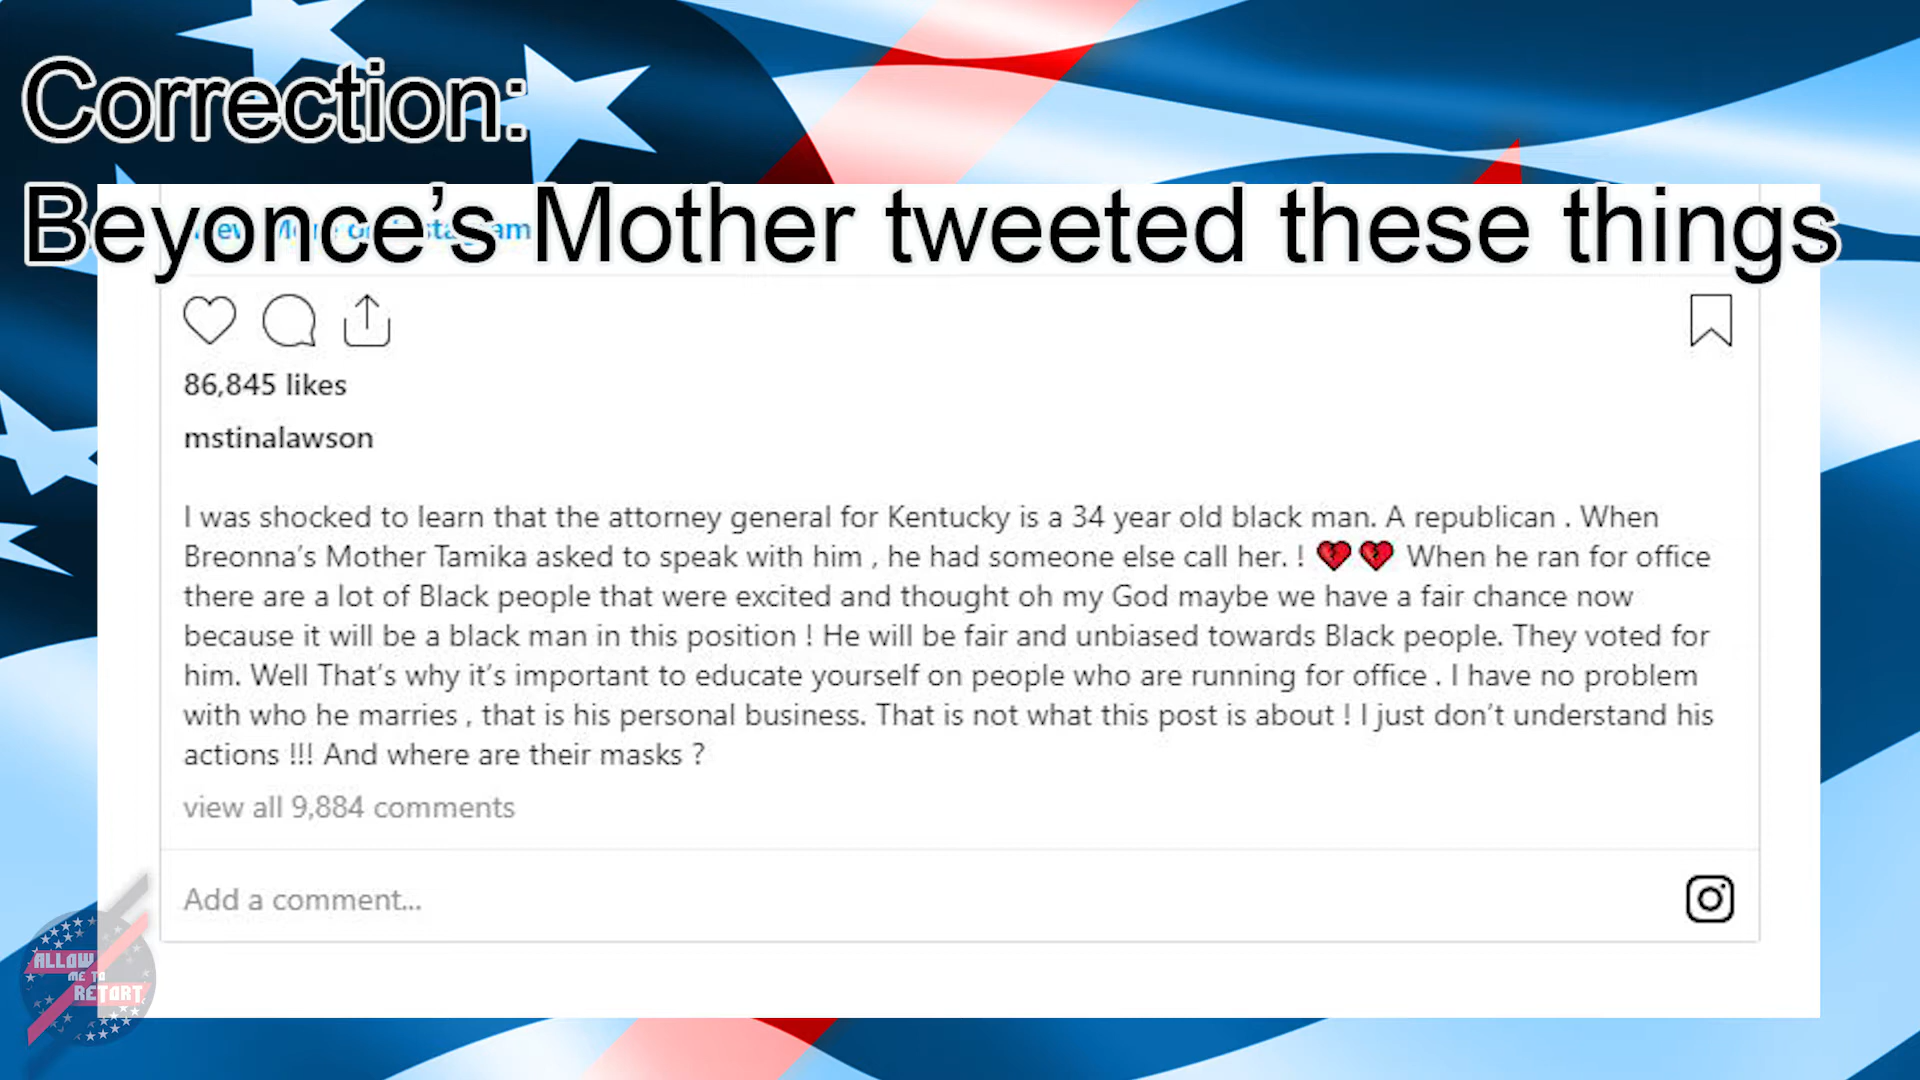 Correction:
Beyonce’s Mother tweeted these things
View More on Instagram
86,845 likes
mstinalawson
I was shocked to learn that the attorney general for Kentucky is a 34 year old black man. A republican . When
Breonna’s Mother Tamika asked to speak with him , he had someone else call her. ! 💔💔 When he ran for office
there are a lot of Black people that were excited and thought oh my God maybe we have a fair chance now
because it will be a black man in this position ! He will be fair and unbiased towards Black people. They voted for
him. Well That’s why it’s important to educate yourself on people who are running for office . I have no problem
with who he marries , that is his personal business. That is not what this post is about ! I just don’t understand his
actions !!! And where are their masks ?
view all 9,884 comments
Add a comment...
ALLOW
ME TO
RETORT